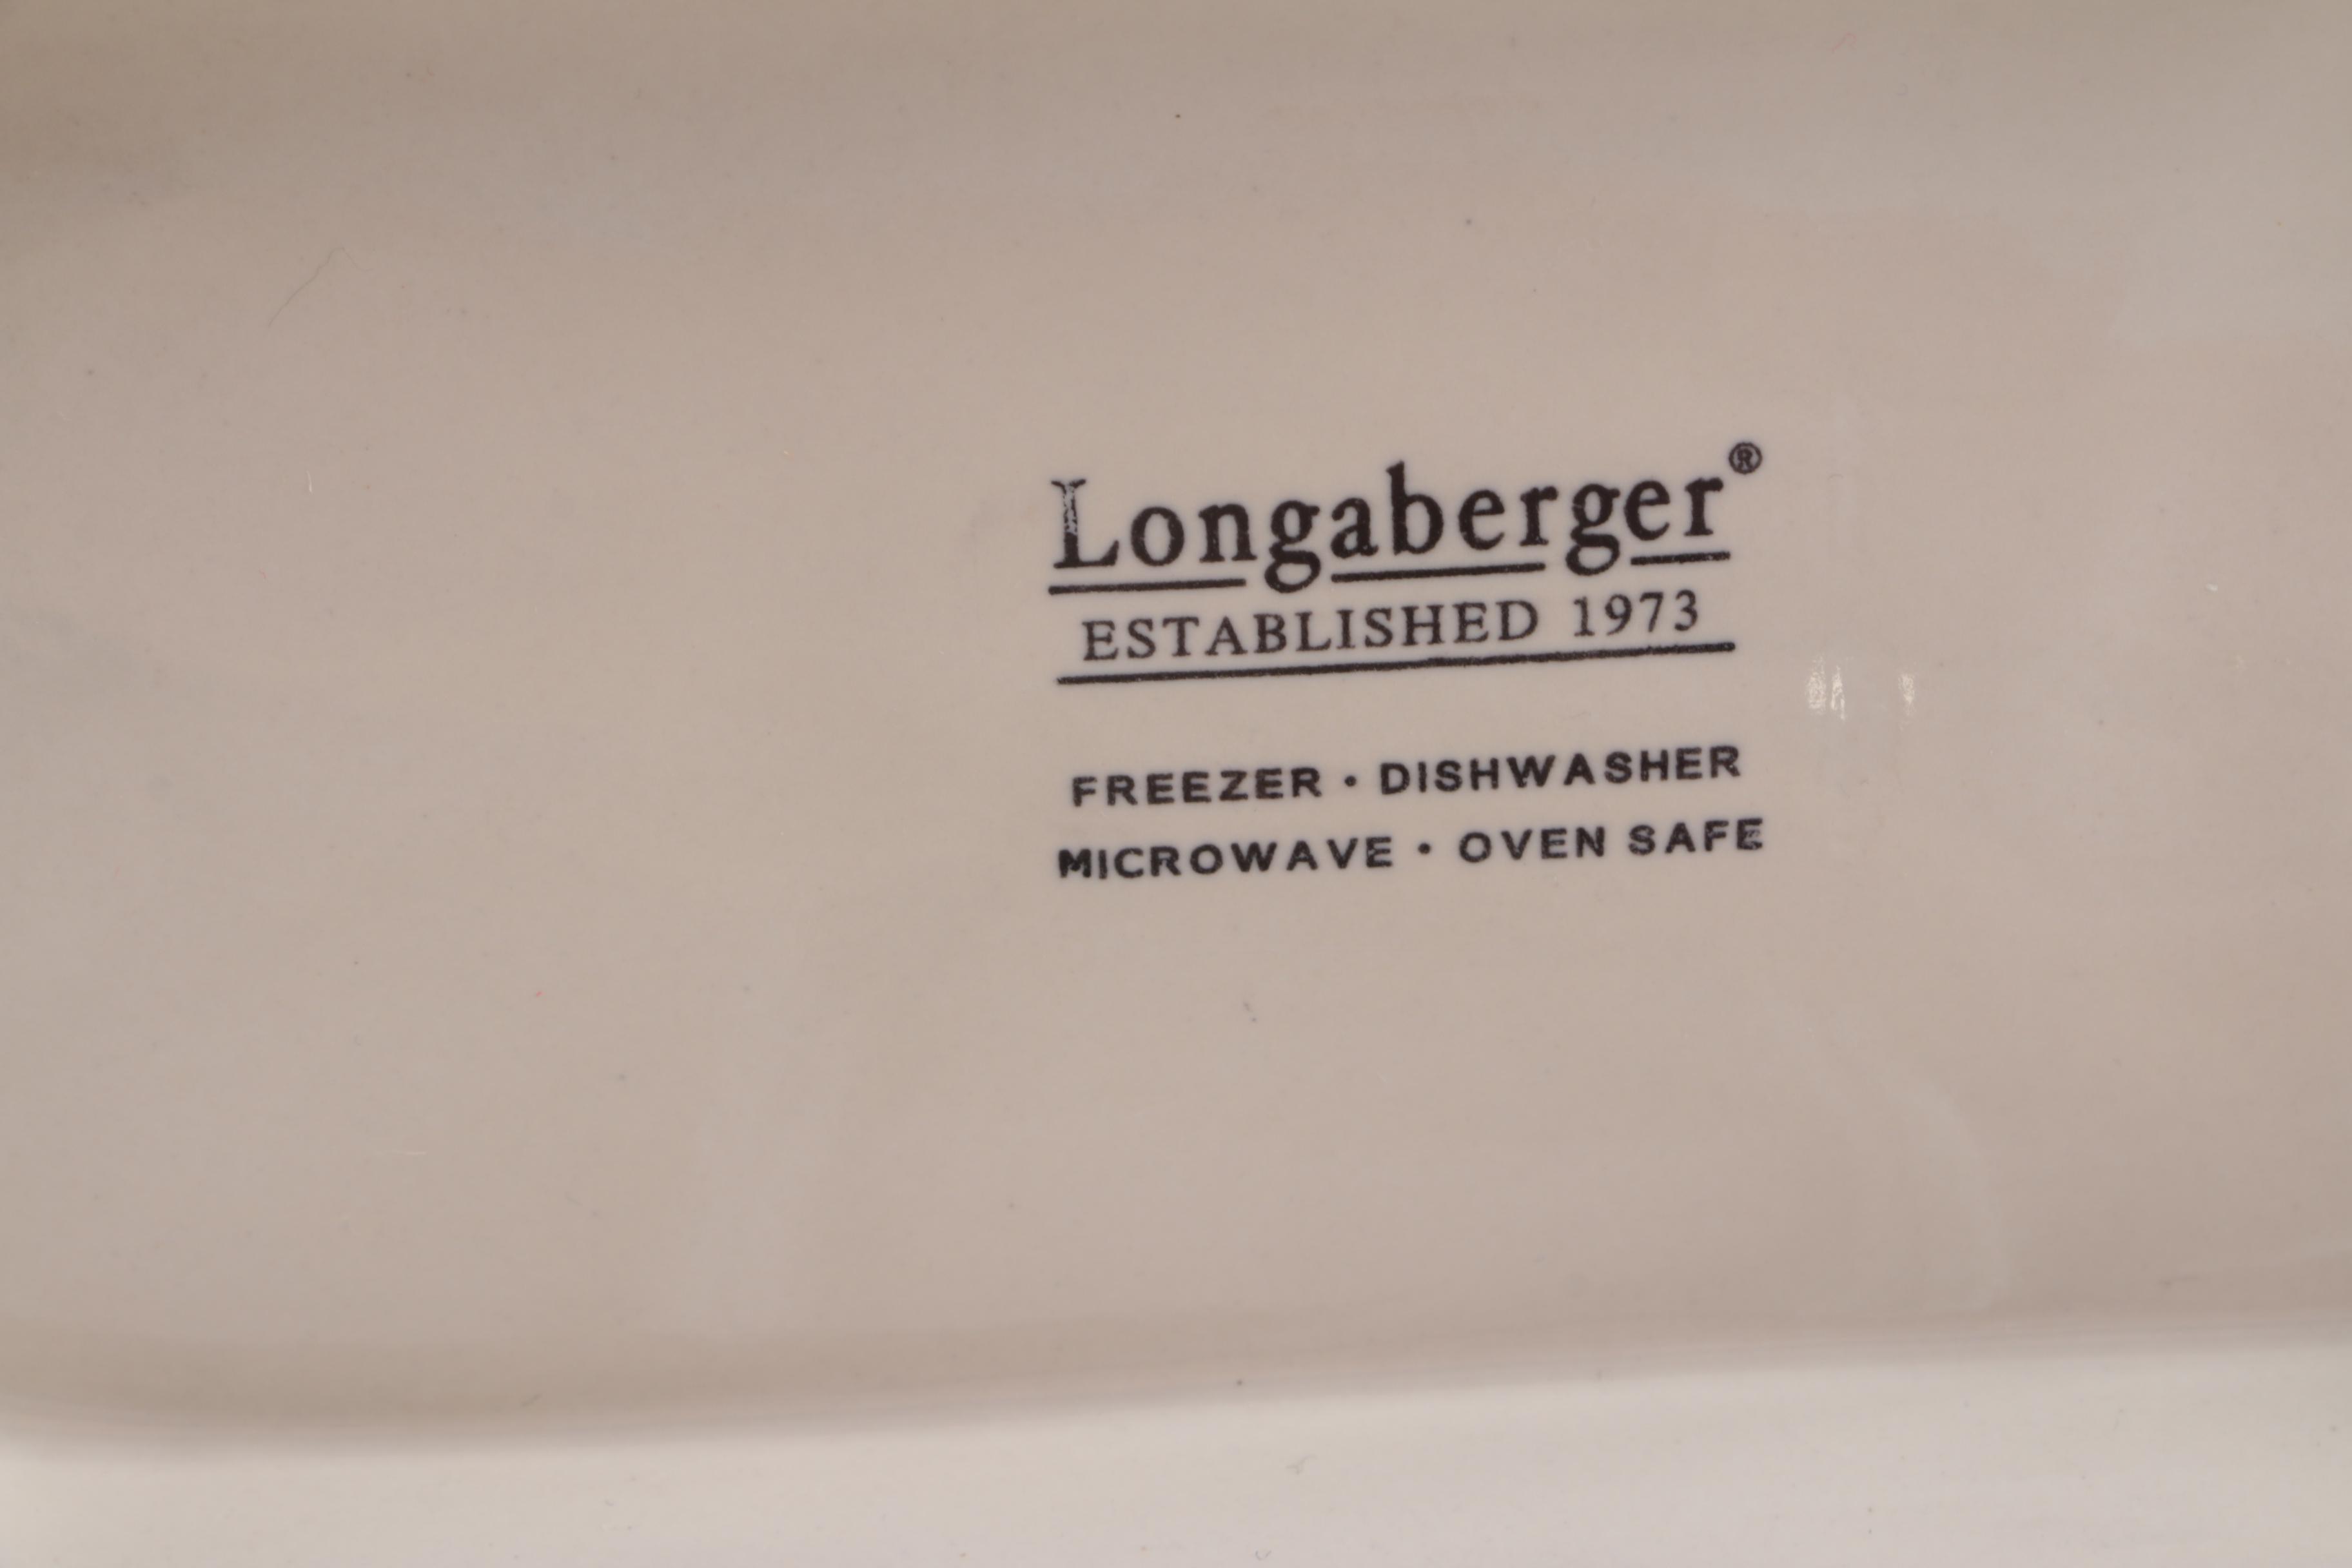 Longaberger®
ESTABLISHED 1973
FREEZER • DISHWASHER
MICROWAVE • OVEN SAFE